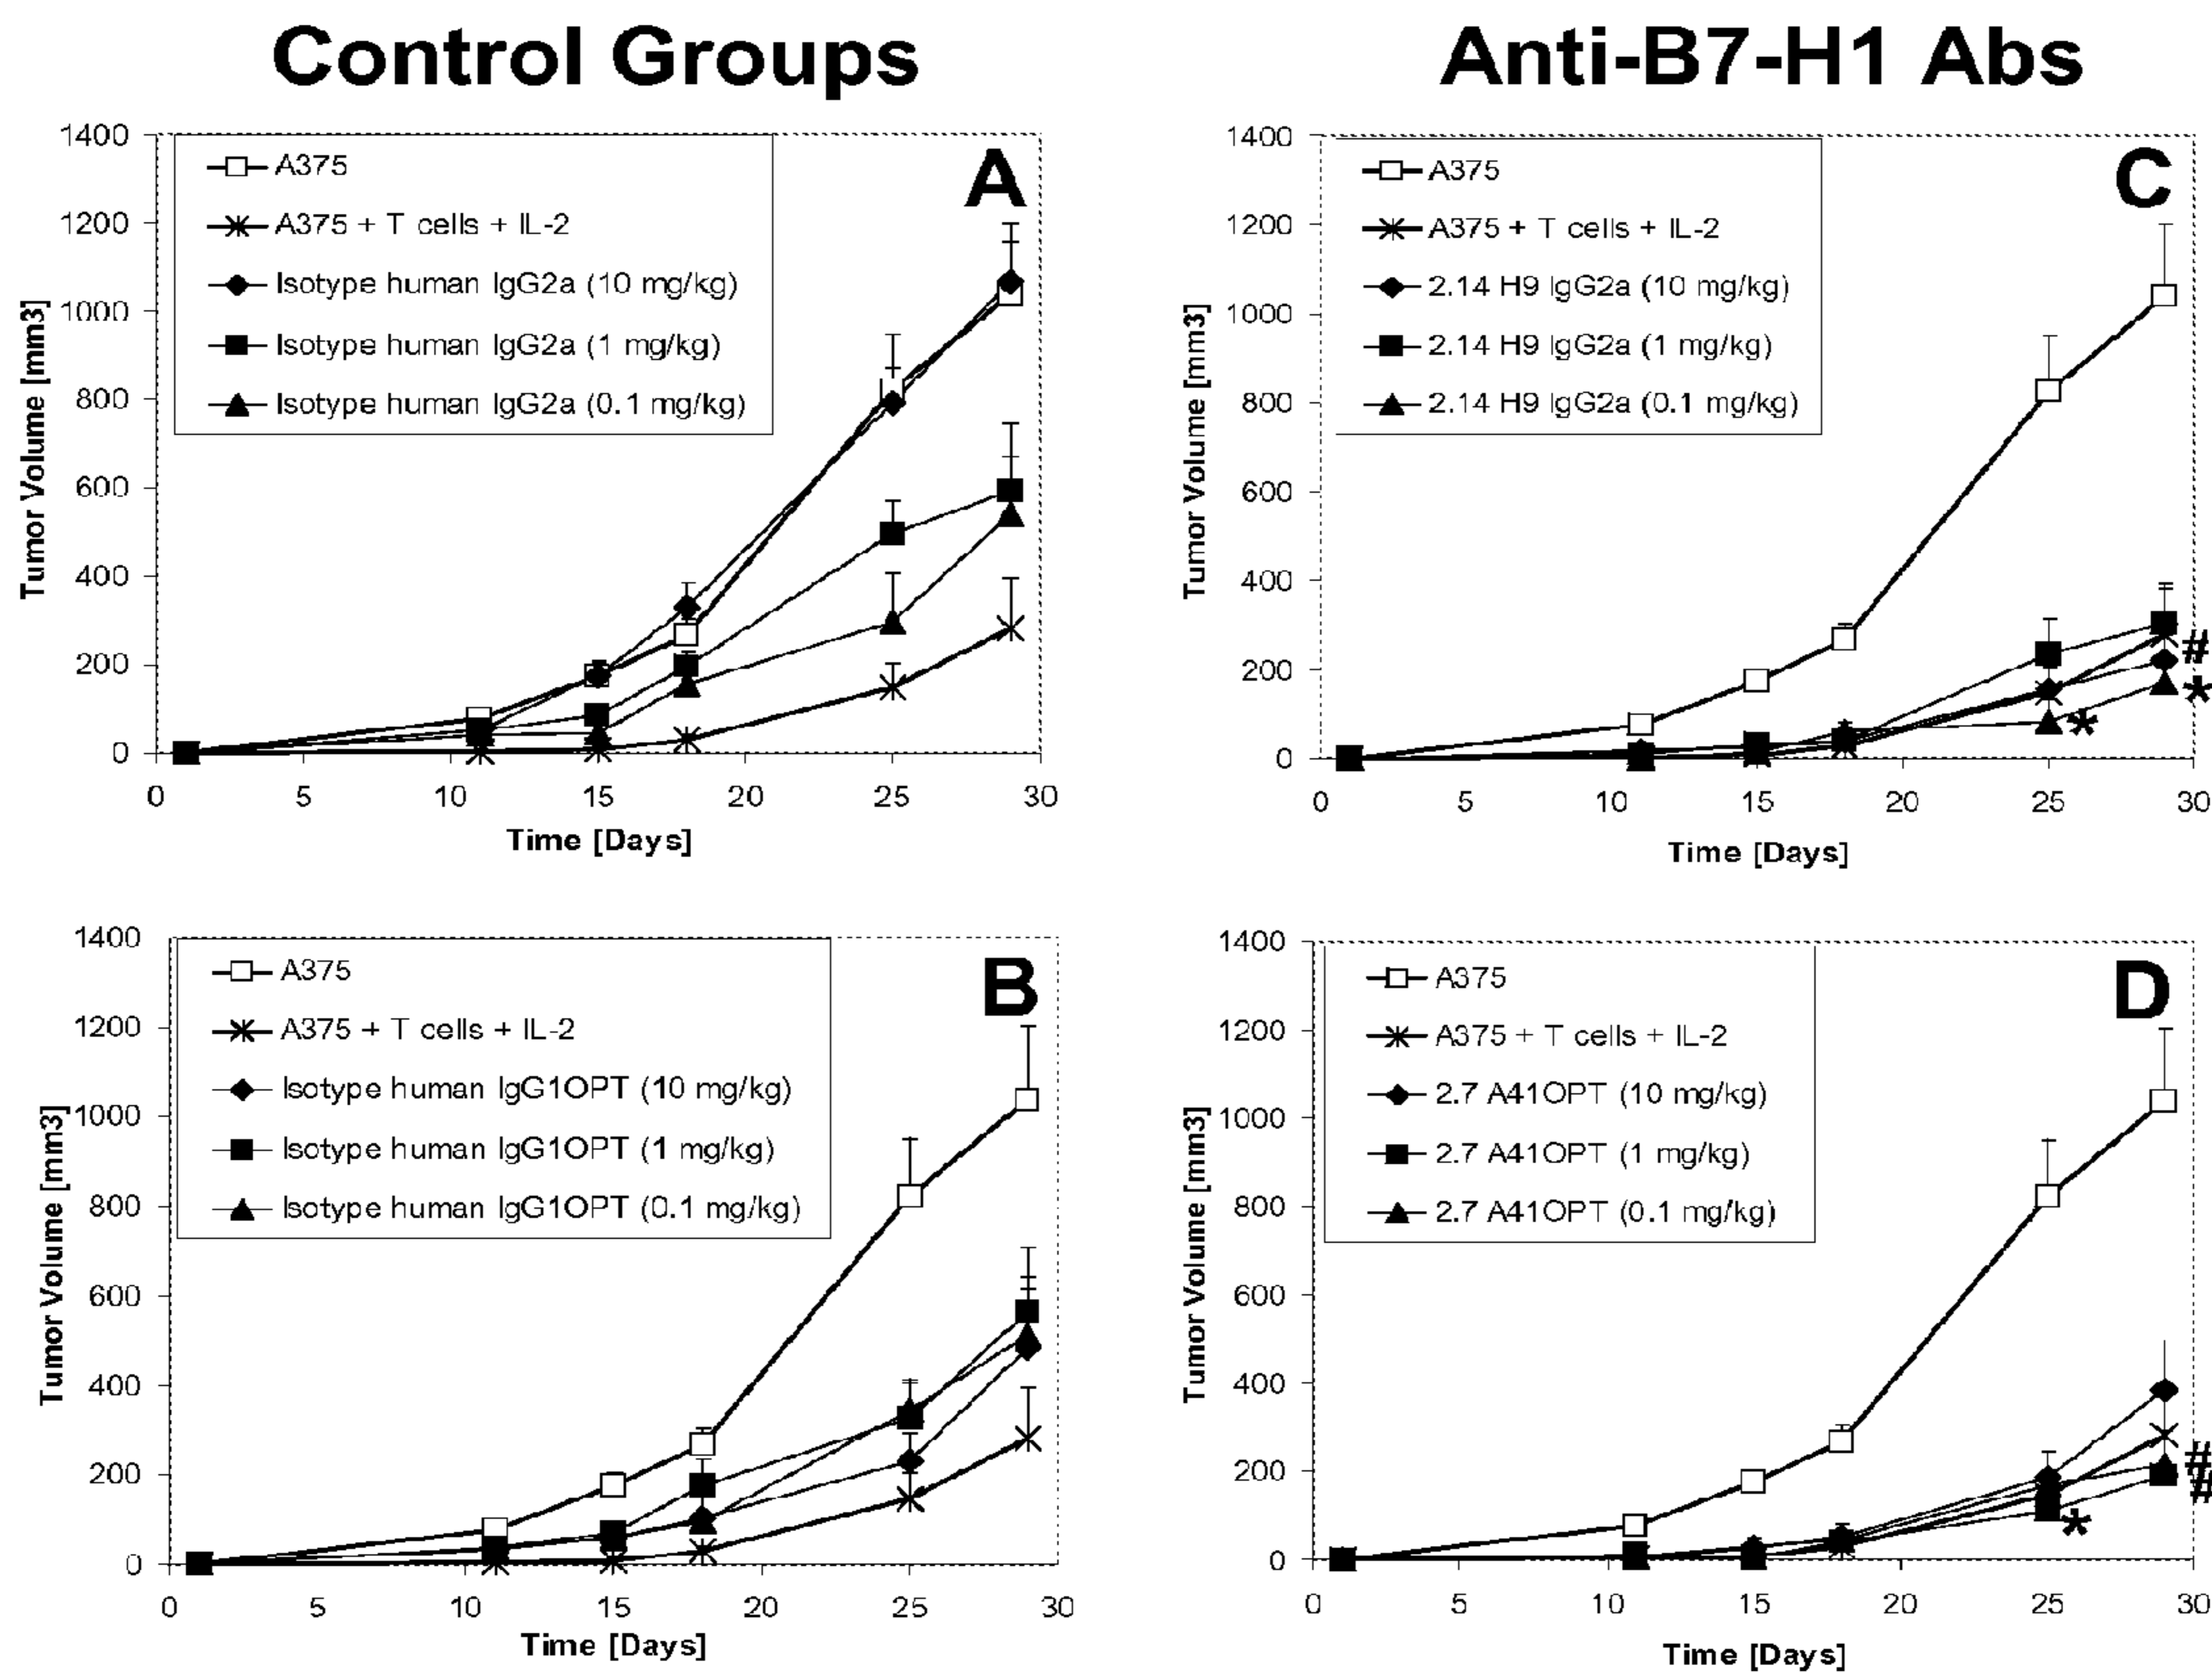 Control Groups
Anti-B7-H1 Abs
A
A375
A375 + T cells + IL-2
Isotype human IgG2a (10 mg/kg)
Isotype human IgG2a (1 mg/kg)
Isotype human IgG2a (0.1 mg/kg)
Tumor Volume [mm3]
1400
1200
1000
800
600
400
200
0
0 5 10 15 20 25 30
Time [Days]
C
A375
A375 + T cells + IL-2
2.14 H9 IgG2a (10 mg/kg)
2.14 H9 IgG2a (1 mg/kg)
2.14 H9 IgG2a (0.1 mg/kg)
Tumor Volume [mm3]
1400
1200
1000
800
600
400
200
0
#
*
*
0 5 10 15 20 25 30
Time [Days]
B
A375
A375 + T cells + IL-2
Isotype human IgG1OPT (10 mg/kg)
Isotype human IgG1OPT (1 mg/kg)
Isotype human IgG1OPT (0.1 mg/kg)
Tumor Volume [mm3]
1400
1200
1000
800
600
400
200
0
0 5 10 15 20 25 30
Time [Days]
D
A375
A375 + T cells + IL-2
2.7 A41OPT (10 mg/kg)
2.7 A41OPT (1 mg/kg)
2.7 A41OPT (0.1 mg/kg)
Tumor Volume [mm3]
1400
1200
1000
800
600
400
200
0
#
#
*
0 5 10 15 20 25 30
Time [Days]